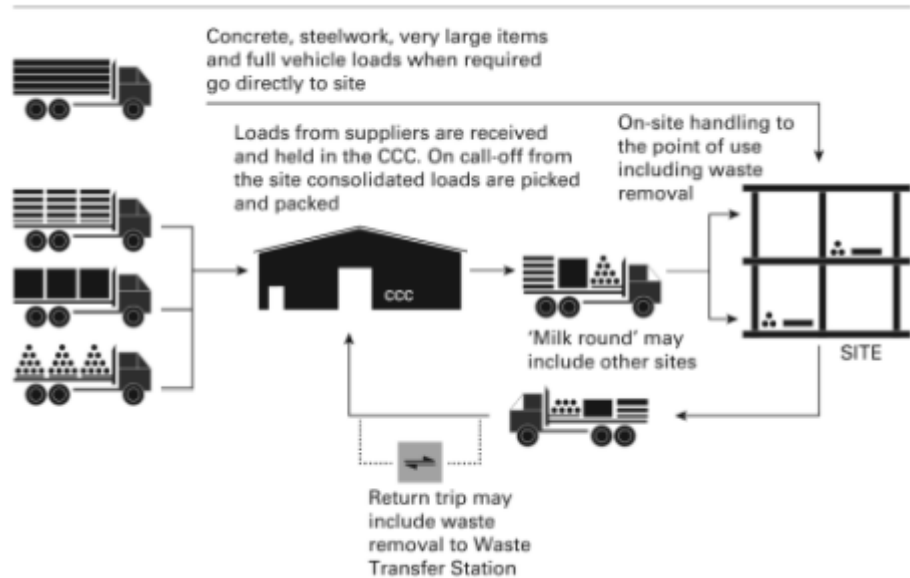 Concrete, steelwork, very large items
and full vehicle loads when required
go directly to site
Loads from suppliers are received
and held in the CCC. On call-off from
the site consolidated loads are picked
and packed
On-site handling to
the point of use
including waste
removal
CCC
'Milk round' may
include other sites
SITE
Return trip may
include waste
removal to Waste
Transfer Station